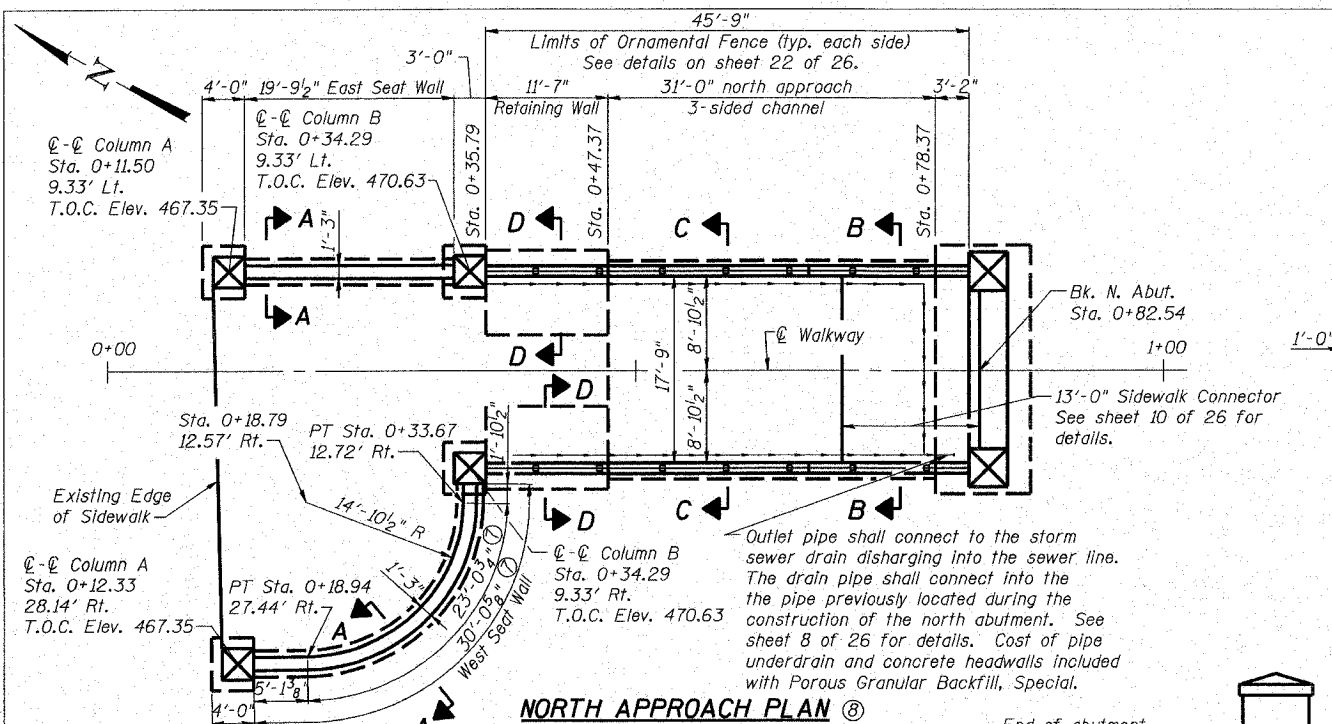 45'-9"
Limits of Ornamental Fence (typ. each side)
See details on sheet 22 of 26.
N
3'-0"
4'-0"
19'-9½" East Seat Wall
11'-7"
Retaining Wall
31'-0" north approach
3-sided channel
3'-2"
℄-℄ Column A
Sta. 0+11.50
9.33' Lt.
T.O.C. Elev. 467.35
℄-℄ Column B
Sta. 0+34.29
9.33' Lt.
T.O.C. Elev. 470.63
Sta. 0+35.79
Sta. 0+47.37
Sta. 0+78.37
A
1'-3"
D
C
B
A
Bk. N. Abut.
Sta. 0+82.54
0+00
D
D
17'-9"
8'-10½"
8'-10½"
℄ Walkway
1+00
1'-0"
13'-0" Sidewalk Connector
See sheet 10 of 26 for
details.
Sta. 0+18.79
12.57' Rt.
PT Sta. 0+33.67
12.72' Rt.
1'-10½"
Existing Edge
of Sidewalk
14'-10½" R
D
C
B
Outlet pipe shall connect to the storm
sewer drain disharging into the sewer line.
The drain pipe shall connect into the
the pipe previously located during the
construction of the north abutment. See
sheet 8 of 26 for details. Cost of pipe
underdrain and concrete headwalls included
with Porous Granular Backfill, Special.
℄-℄ Column B
Sta. 0+34.29
9.33' Rt.
T.O.C. Elev. 470.63
℄-℄ Column A
Sta. 0+12.33
28.14' Rt.
T.O.C. Elev. 467.35
PT Sta. 0+18.94
27.44' Rt.
1'-3"
23'-0¾" ⑦
30'-0⅝" ⑦
West Seat Wall
A
5'-1⅜"
4'-0"
A
NORTH APPROACH PLAN ⑧
End of abutment